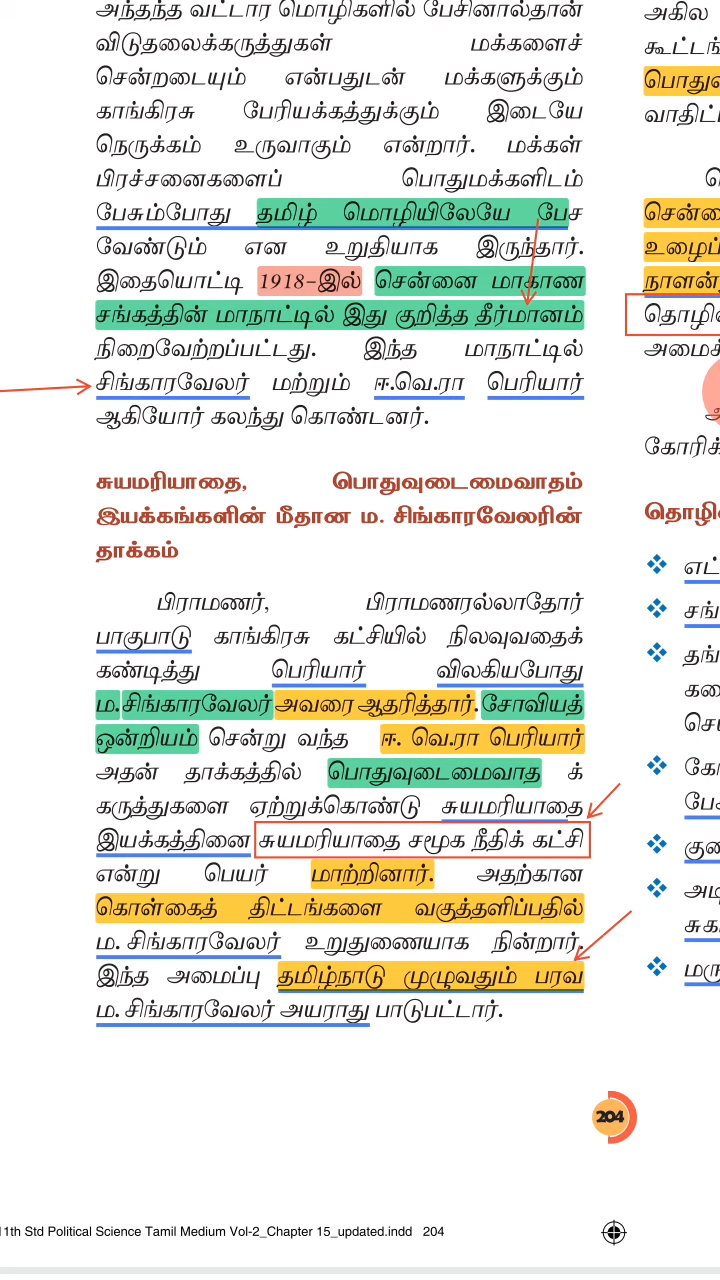 அந்தந்த வட்டார மொழிகளில் பேசினால்தான்
விடுதலைக்கருத்துகள் மக்களைச்
சென்றடையும் என்பதுடன் மக்களுக்கும்
காங்கிரசு பேரியக்கத்துக்கும் இடையே
நெருக்கம் உருவாகும் என்றார். மக்கள்
பிரச்சனைகளைப் பொதுமக்களிடம்
பேசும்போது தமிழ் மொழியிலேயே பேச
வேண்டும் என உறுதியாக இருந்தார்.
இதையொட்டி 1918-இல் சென்னை மாகாண
சங்கத்தின் மாநாட்டில் இது குறித்த தீர்மானம்
நிறைவேற்றப்பட்டது. இந்த மாநாட்டில்
சிங்காரவேலர் மற்றும் ஈ.வெ.ரா பெரியார்
ஆகியோர் கலந்து கொண்டனர்.
சுயமரியாதை, பொதுவுடைமைவாதம்
இயக்கங்களின் மீதான ம. சிங்காரவேலரின்
தாக்கம்
பிராமணர், பிராமணரல்லாதோர்
பாகுபாடு காங்கிரசு கட்சியில் நிலவுவதைக்
கண்டித்து பெரியார் விலகியபோது
ம.சிங்காரவேலர் அவரை ஆதரித்தார். சோவியத்
ஒன்றியம் சென்று வந்த ஈ. வெ.ரா பெரியார்
அதன் தாக்கத்தில் பொதுவுடைமைவாத க்
கருத்துகளை ஏற்றுக்கொண்டு சுயமரியாதை
இயக்கத்தினை சுயமரியாதை சமூக நீதிக் கட்சி
என்று பெயர் மாற்றினார். அதற்கான
கொள்கைத் திட்டங்களை வகுத்தளிப்பதில்
ம. சிங்காரவேலர் உறுதுணையாக நின்றார்.
இந்த அமைப்பு தமிழ்நாடு முழுவதும் பரவ
ம. சிங்காரவேலர் அயராது பாடுபட்டார்.
அகில
204
11th Std Political Science Tamil Medium Vol-2_Chapter 15_updated.indd 204